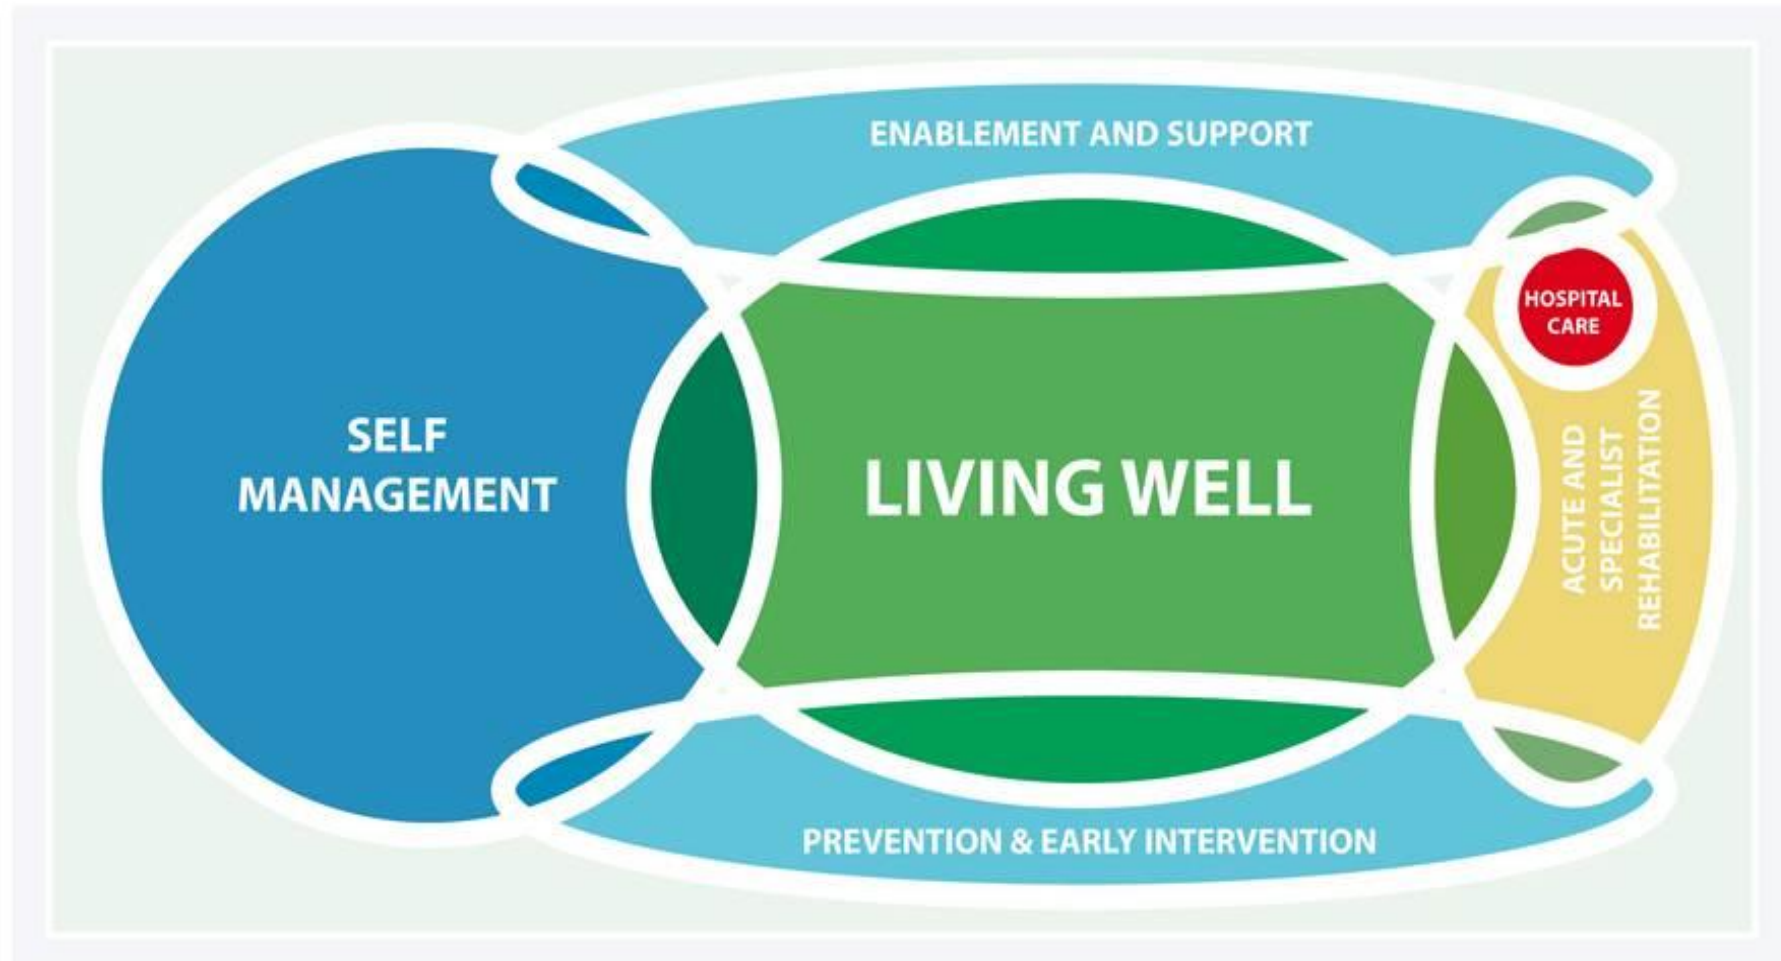 ENABLEMENT AND SUPPORT
HOSPITAL
CARE
SELF
MANAGEMENT
LIVING WELL
ACUTE AND
SPECIALIST
REHABILITATION
PREVENTION & EARLY INTERVENTION